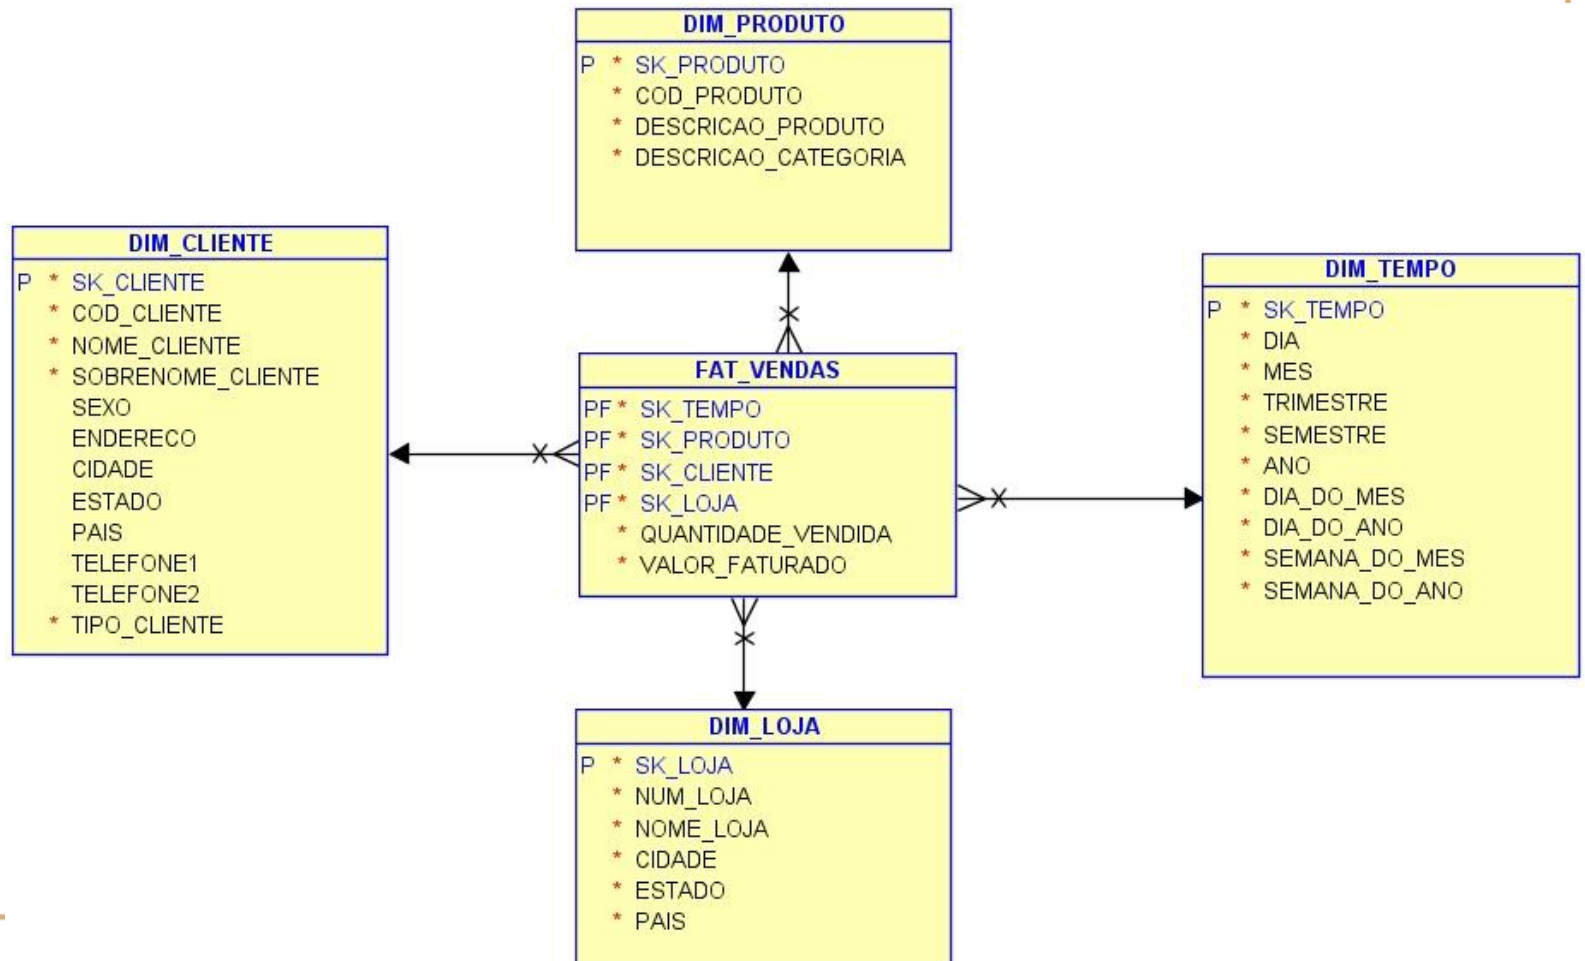 DIM_PRODUTO
P * SK_PRODUTO
* COD_PRODUTO
* DESCRICAO_PRODUTO
* DESCRICAO_CATEGORIA
DIM_CLIENTE
P * SK_CLIENTE
* COD_CLIENTE
* NOME_CLIENTE
* SOBRENOME_CLIENTE
SEXO
ENDERECO
CIDADE
ESTADO
PAIS
TELEFONE1
TELEFONE2
* TIPO_CLIENTE
FAT_VENDAS
PF * SK_TEMPO
PF * SK_PRODUTO
PF * SK_CLIENTE
PF * SK_LOJA
* QUANTIDADE_VENDIDA
* VALOR_FATURADO
DIM_TEMPO
P * SK_TEMPO
* DIA
* MES
* TRIMESTRE
* SEMESTRE
* ANO
* DIA_DO_MES
* DIA_DO_ANO
* SEMANA_DO_MES
* SEMANA_DO_ANO
DIM_LOJA
P * SK_LOJA
* NUM_LOJA
* NOME_LOJA
* CIDADE
* ESTADO
* PAIS